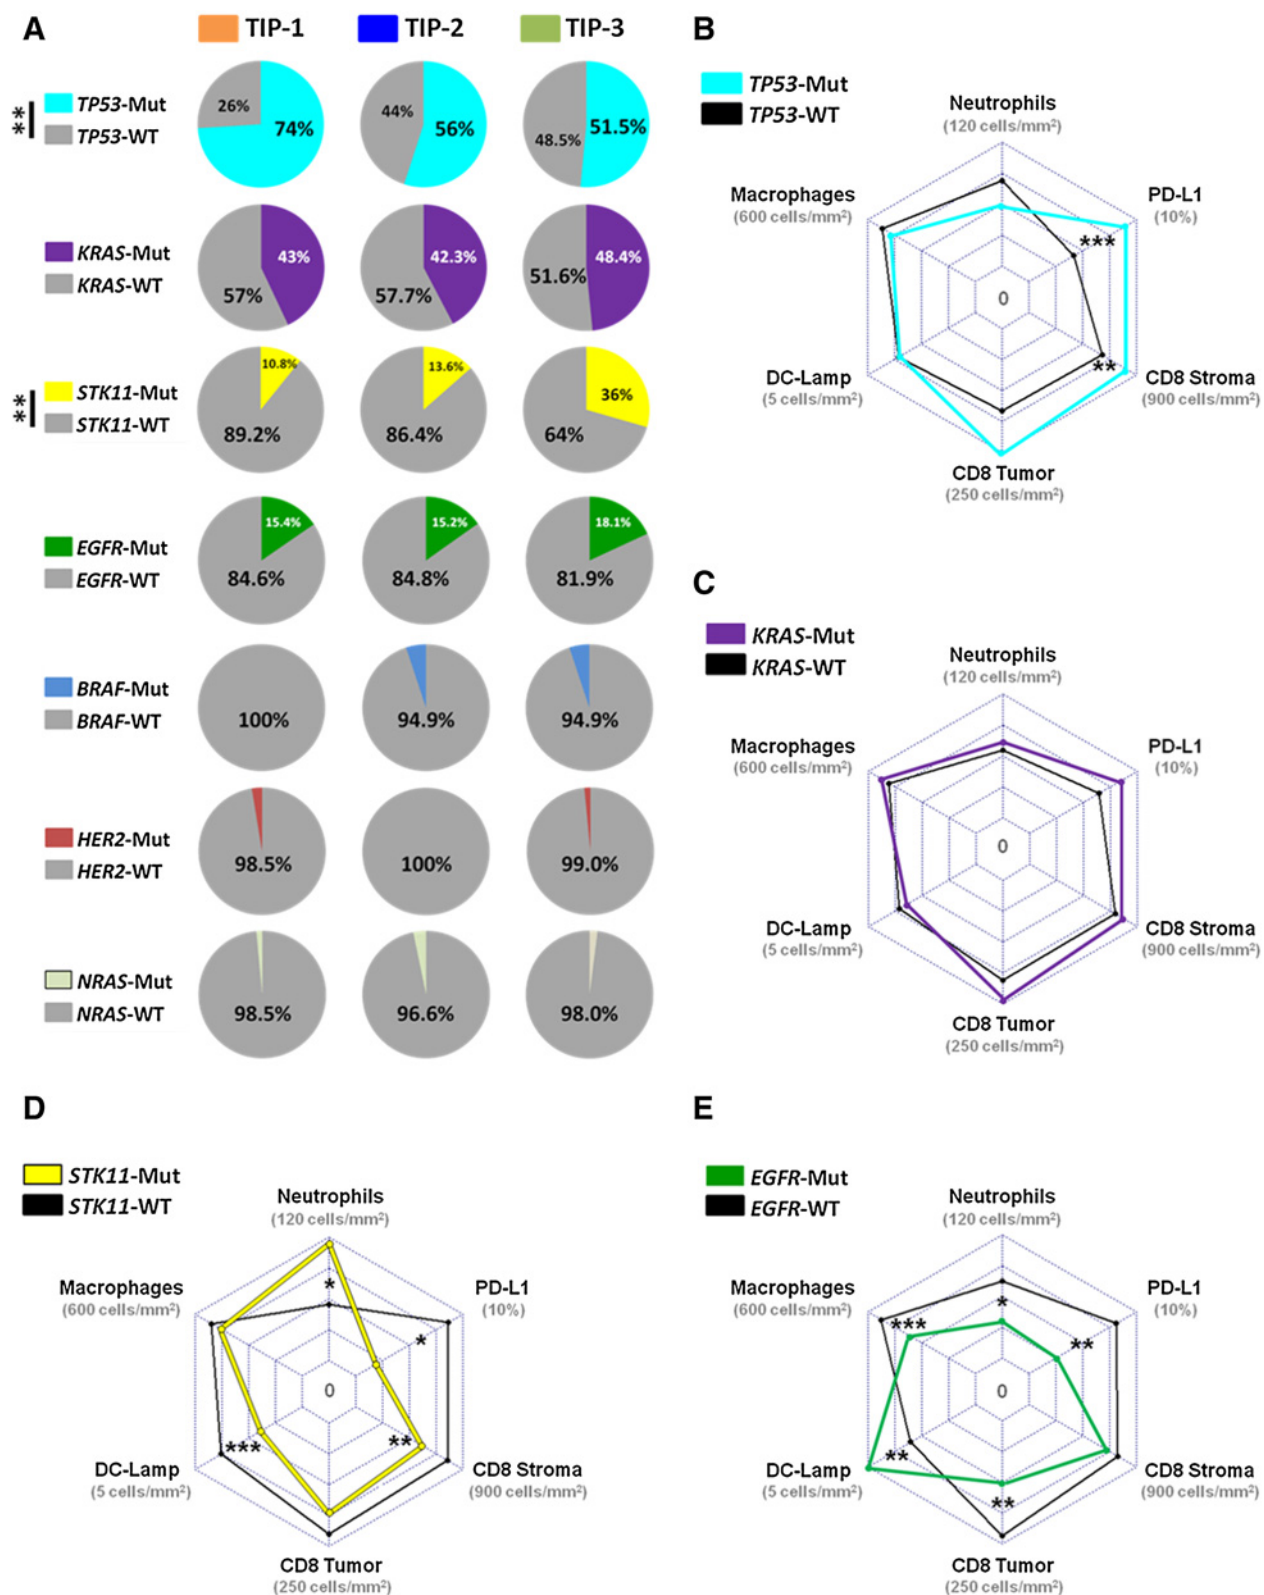 A
TIP-1 TIP-2 TIP-3
** TP53-Mut
TP53-WT
26% 74%
44% 56%
48.5% 51.5%
KRAS-Mut
KRAS-WT
43% 57%
42.3% 57.7%
48.4% 51.6%
** STK11-Mut
STK11-WT
10.8% 89.2%
13.6% 86.4%
36% 64%
EGFR-Mut
EGFR-WT
15.4% 84.6%
15.2% 84.8%
18.1% 81.9%
BRAF-Mut
BRAF-WT
100% 94.9% 94.9%
HER2-Mut
HER2-WT
98.5% 100% 99.0%
NRAS-Mut
NRAS-WT
98.5% 96.6% 98.0%
B
TP53-Mut
TP53-WT
Neutrophils
(120 cells/mm²)
Macrophages
(600 cells/mm²)
PD-L1
(10%)
***
0
**
DC-Lamp
(5 cells/mm²)
CD8 Stroma
(900 cells/mm²)
CD8 Tumor
(250 cells/mm²)
C
KRAS-Mut
KRAS-WT
Neutrophils
(120 cells/mm²)
Macrophages
(600 cells/mm²)
PD-L1
(10%)
0
DC-Lamp
(5 cells/mm²)
CD8 Stroma
(900 cells/mm²)
CD8 Tumor
(250 cells/mm²)
D
STK11-Mut
STK11-WT
Neutrophils
(120 cells/mm²)
Macrophages
(600 cells/mm²)
PD-L1
(10%)
*
*
0
***
**
DC-Lamp
(5 cells/mm²)
CD8 Stroma
(900 cells/mm²)
CD8 Tumor
(250 cells/mm²)
E
EGFR-Mut
EGFR-WT
Neutrophils
(120 cells/mm²)
Macrophages
(600 cells/mm²)
PD-L1
(10%)
***
*
**
0
**
**
DC-Lamp
(5 cells/mm²)
CD8 Stroma
(900 cells/mm²)
CD8 Tumor
(250 cells/mm²)